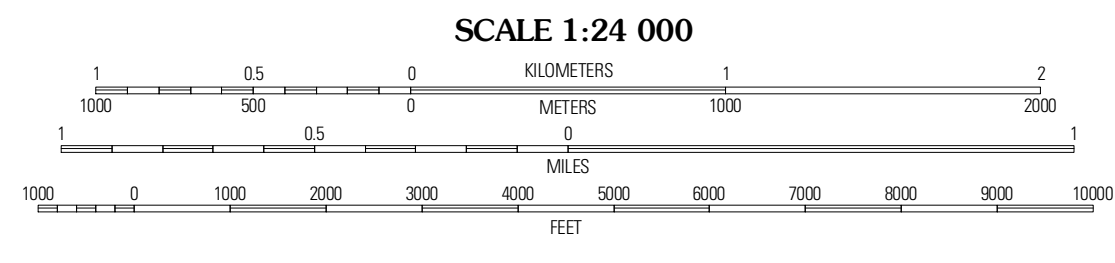 SCALE 1:24 000
1 0.5 0 KILOMETERS 1 2
1000 500 0 METERS 1000 2000
1 0.5 0 1
MILES
1000 0 1000 2000 3000 4000 5000 6000 7000 8000 9000 10000
FEET